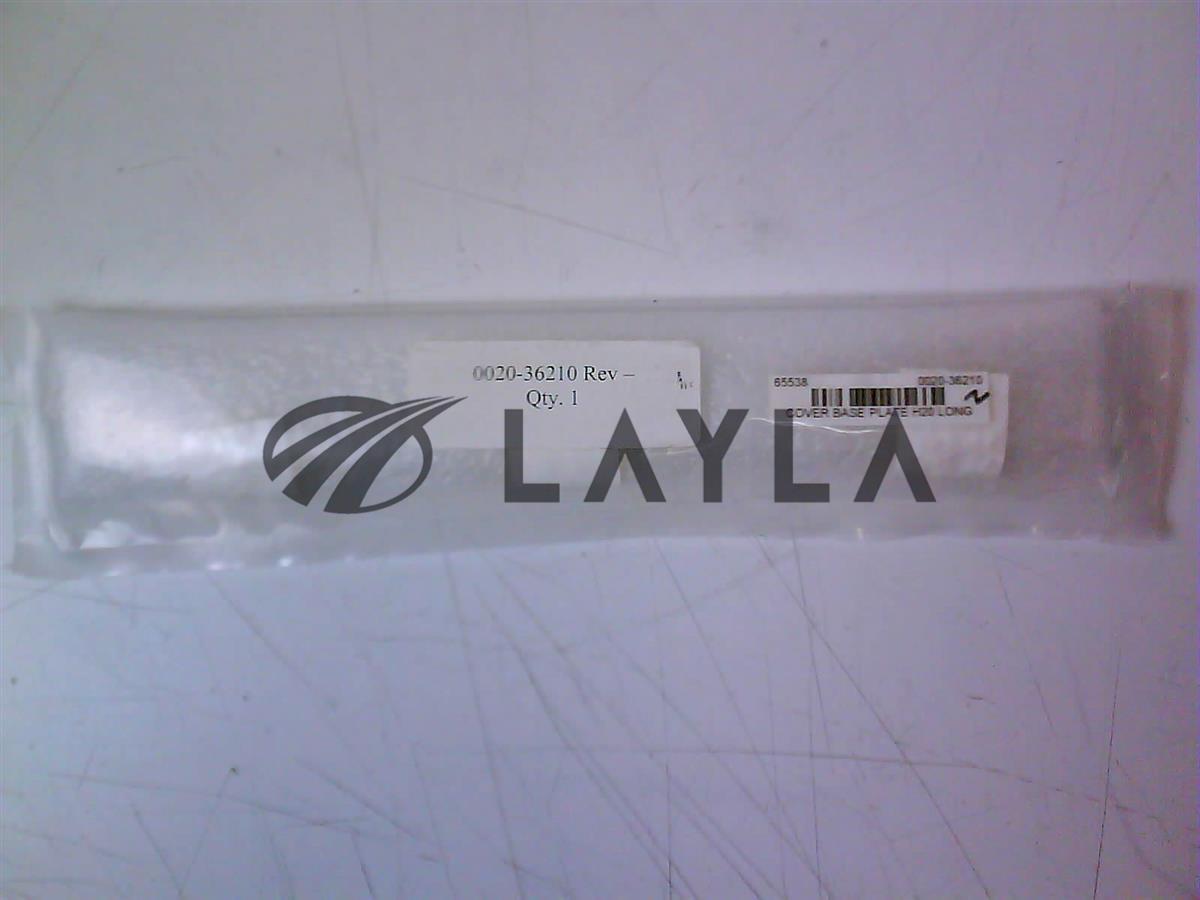 0020-36210 Rev –
Qty. 1
65538 0020-36210
COVER BASE PLATE H20 LONG
LAYLA